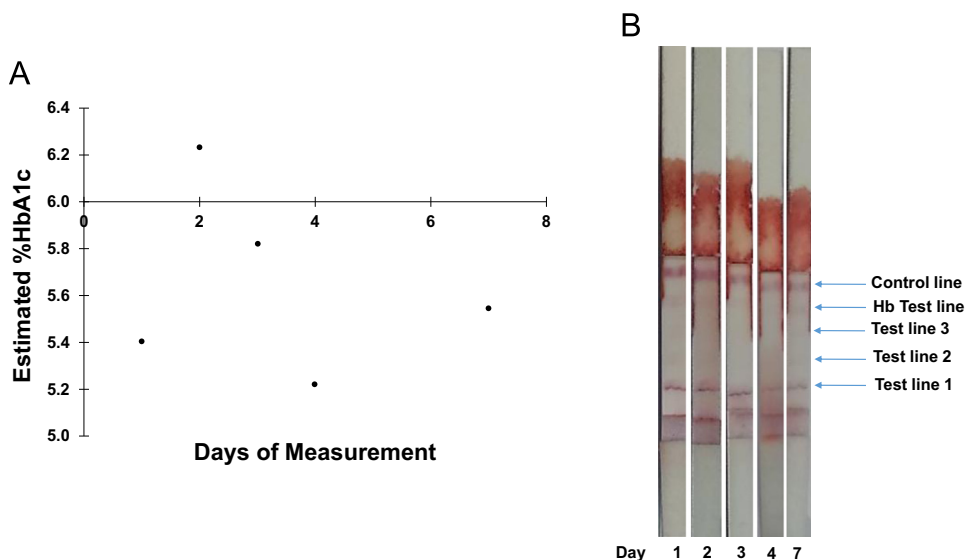 A
6.4
6.2
6.0
5.8
5.6
5.4
5.2
5.0
0 2 4 6 8
Estimated %HbA1c
Days of Measurement
B
Control line
Hb Test line
Test line 3
Test line 2
Test line 1
Day 1 2 3 4 7